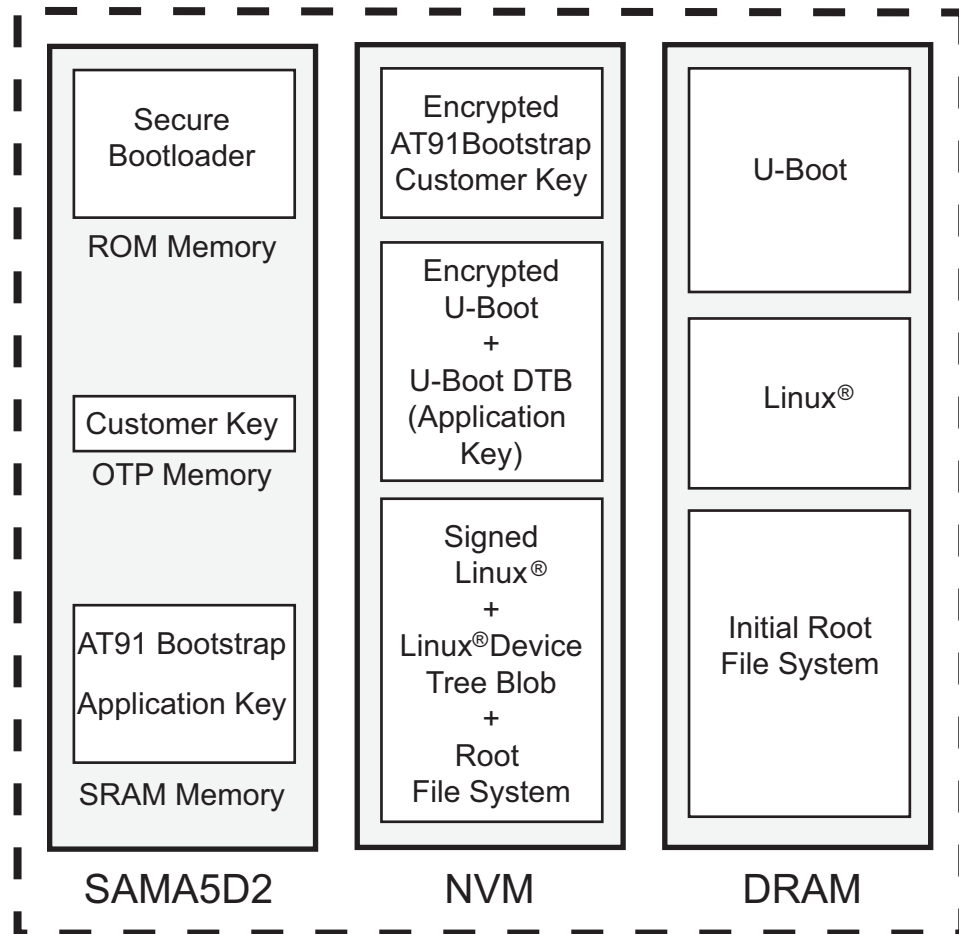 Secure
Bootloader
ROM Memory
Customer Key
OTP Memory
AT91 Bootstrap
Application Key
SRAM Memory
SAMA5D2
Encrypted
AT91Bootstrap
Customer Key
Encrypted
U-Boot
+
U-Boot DTB
(Application
Key)
Signed
Linux®
+
Linux®Device
Tree Blob
+
Root
File System
NVM
U-Boot
Linux®
Initial Root
File System
DRAM